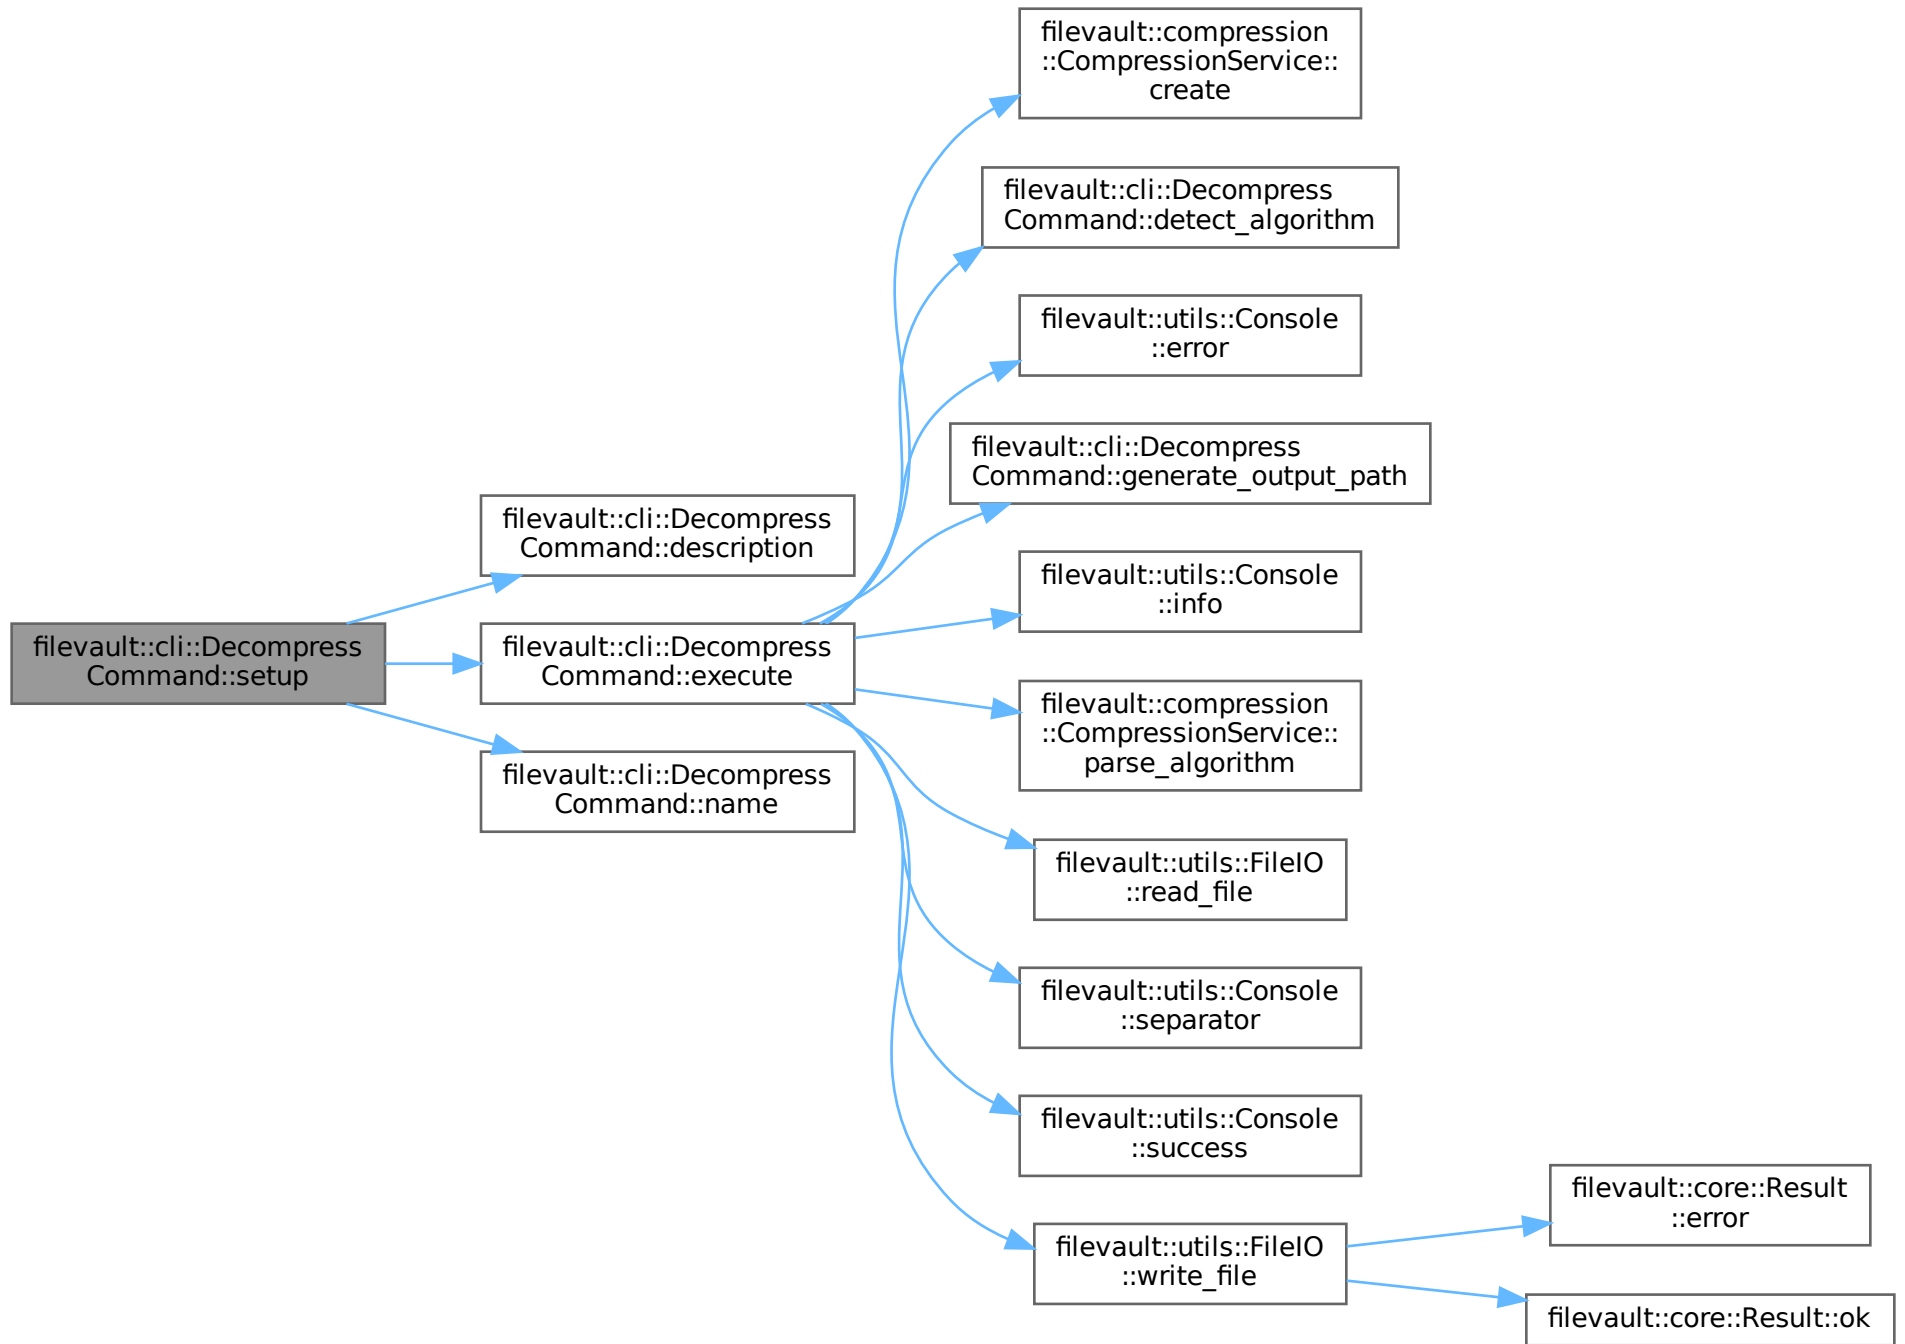 filevault::cli::Decompress
Command::setup
filevault::cli::Decompress
Command::description
filevault::cli::Decompress
Command::execute
filevault::cli::Decompress
Command::name
filevault::compression
::CompressionService::
create
filevault::cli::Decompress
Command::detect_algorithm
filevault::utils::Console
::error
filevault::cli::Decompress
Command::generate_output_path
filevault::utils::Console
::info
filevault::compression
::CompressionService::
parse_algorithm
filevault::utils::FileIO
::read_file
filevault::utils::Console
::separator
filevault::utils::Console
::success
filevault::utils::FileIO
::write_file
filevault::core::Result
::error
filevault::core::Result::ok